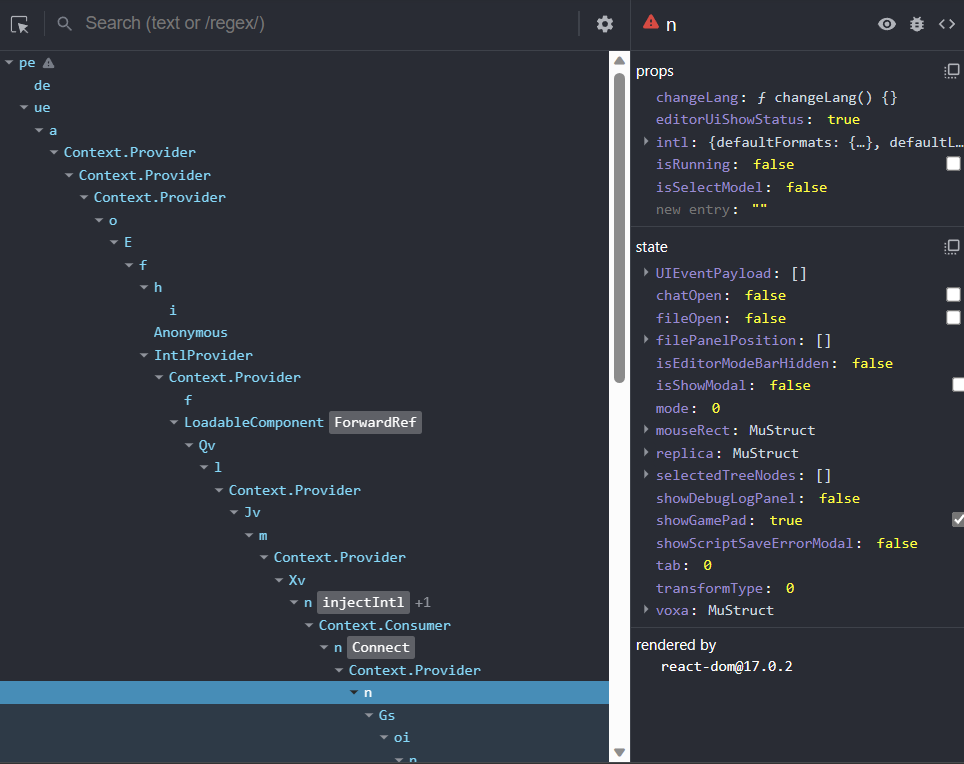 Search (text or /regex/)
pe
de
ue
a
Context.Provider
Context.Provider
Context.Provider
o
E
f
h
i
Anonymous
IntlProvider
Context.Provider
f
LoadableComponent ForwardRef
Qv
l
Context.Provider
Jv
m
Context.Provider
Xv
n injectIntl +1
Context.Consumer
n Connect
Context.Provider
n
Gs
oi
n
n
props
changeLang: ƒ changeLang() {}
editorUiShowStatus: true
intl: {defaultFormats: {…}, defaultL…
isRunning: false
isSelectModel: false
new entry: ""
state
UIEventPayload: []
chatOpen: false
fileOpen: false
filePanelPosition: []
isEditorModeBarHidden: false
isShowModal: false
mode: 0
mouseRect: MuStruct
replica: MuStruct
selectedTreeNodes: []
showDebugLogPanel: false
showGamePad: true
showScriptSaveErrorModal: false
tab: 0
transformType: 0
voxa: MuStruct
rendered by
react-dom@17.0.2